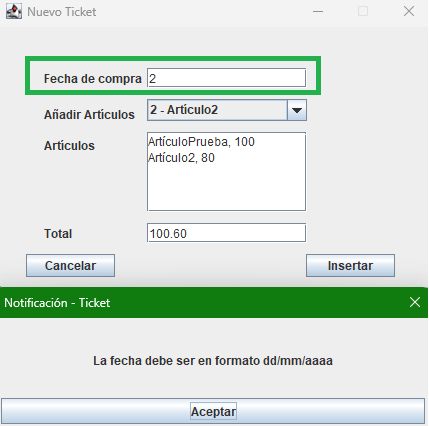 Nuevo Ticket
Fecha de compra 2
Añadir Artículos 2 - Artículo2
Artículos ArtículoPrueba, 100
Artículo2, 80
Total 100.60
Cancelar Insertar
Notificación - Ticket
La fecha debe ser en formato dd/mm/aaaa
Aceptar